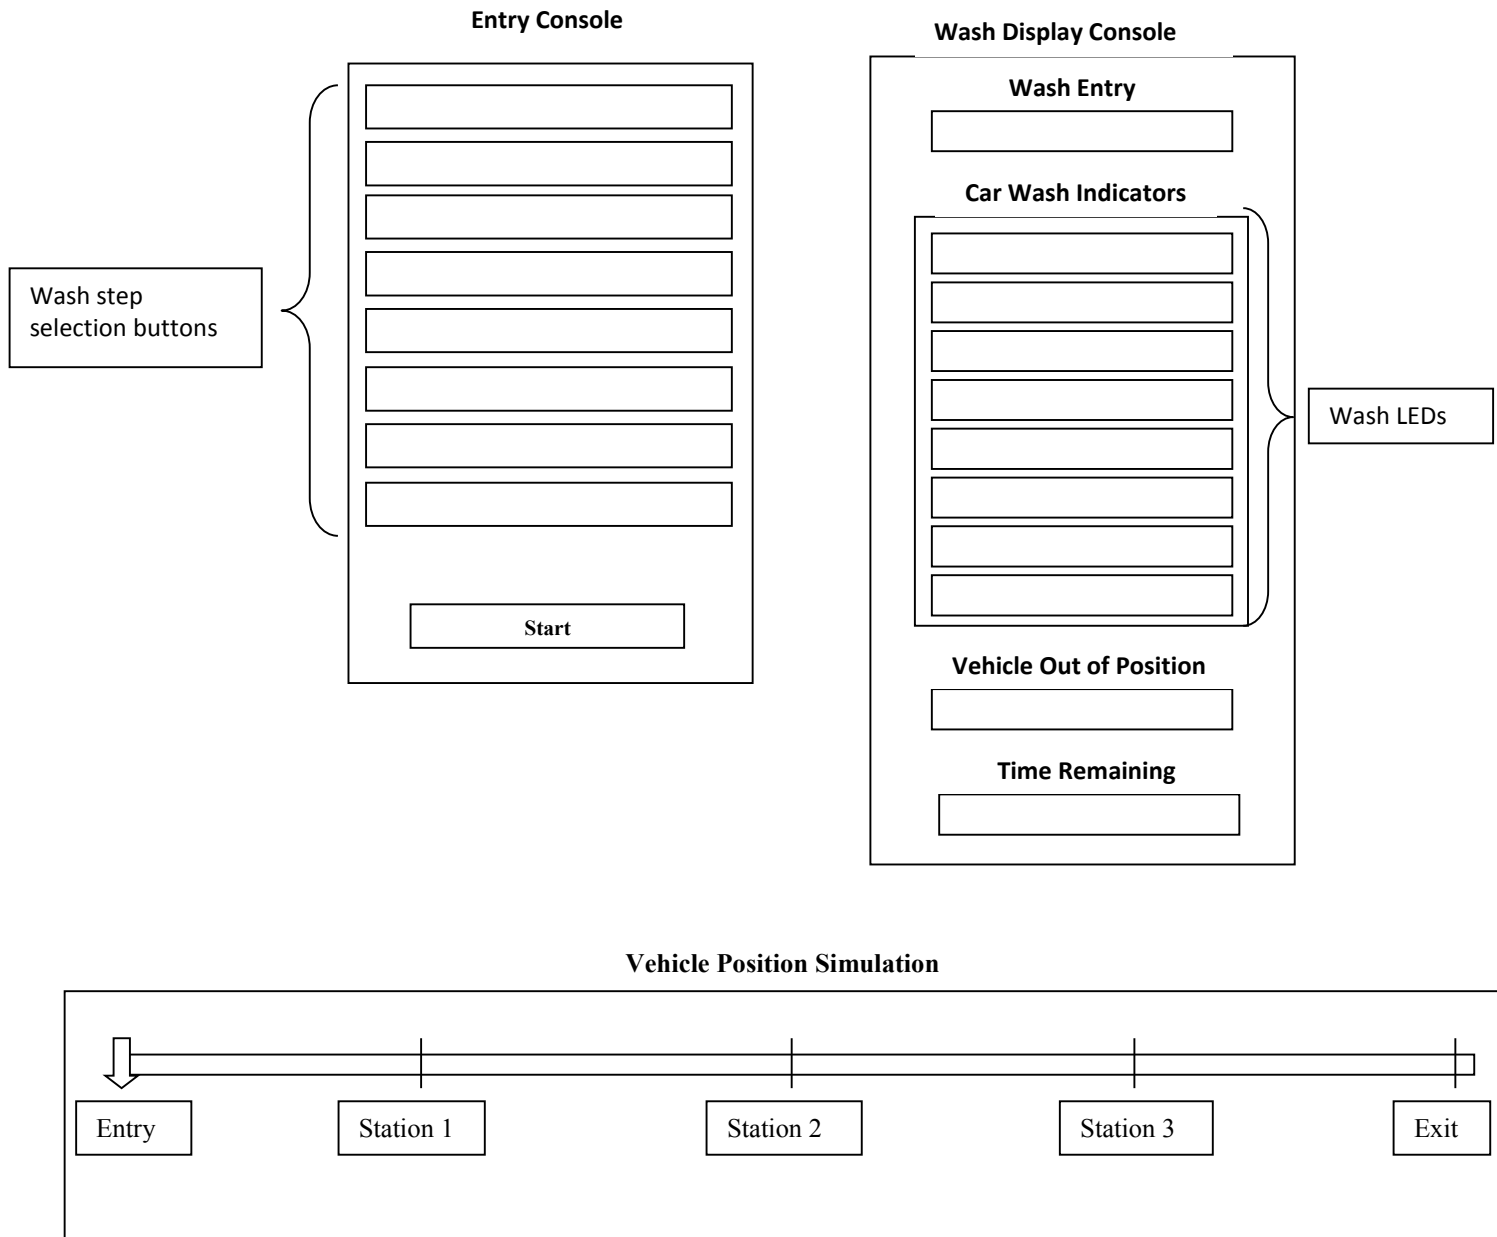 Entry Console
Wash step
selection buttons
Start
Wash Display Console
Wash Entry
Car Wash Indicators
Wash LEDs
Vehicle Out of Position
Time Remaining
Vehicle Position Simulation
Entry
Station 1
Station 2
Station 3
Exit